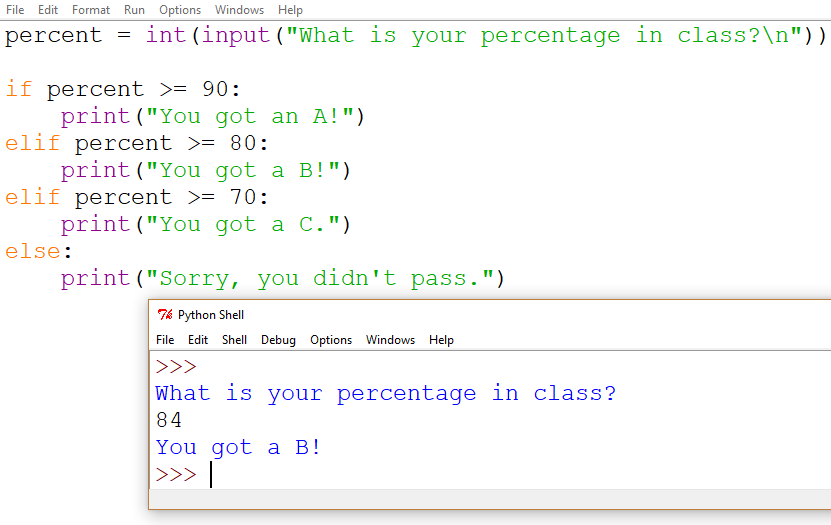 File Edit Format Run Options Windows Help
percent = int(input("What is your percentage in class?\n"))
if percent >= 90:
    print("You got an A!")
elif percent >= 80:
    print("You got a B!")
elif percent >= 70:
    print("You got a C.")
else:
    print("Sorry, you didn't pass.")
Python Shell
File Edit Shell Debug Options Windows Help
>>>
What is your percentage in class?
84
You got a B!
>>>